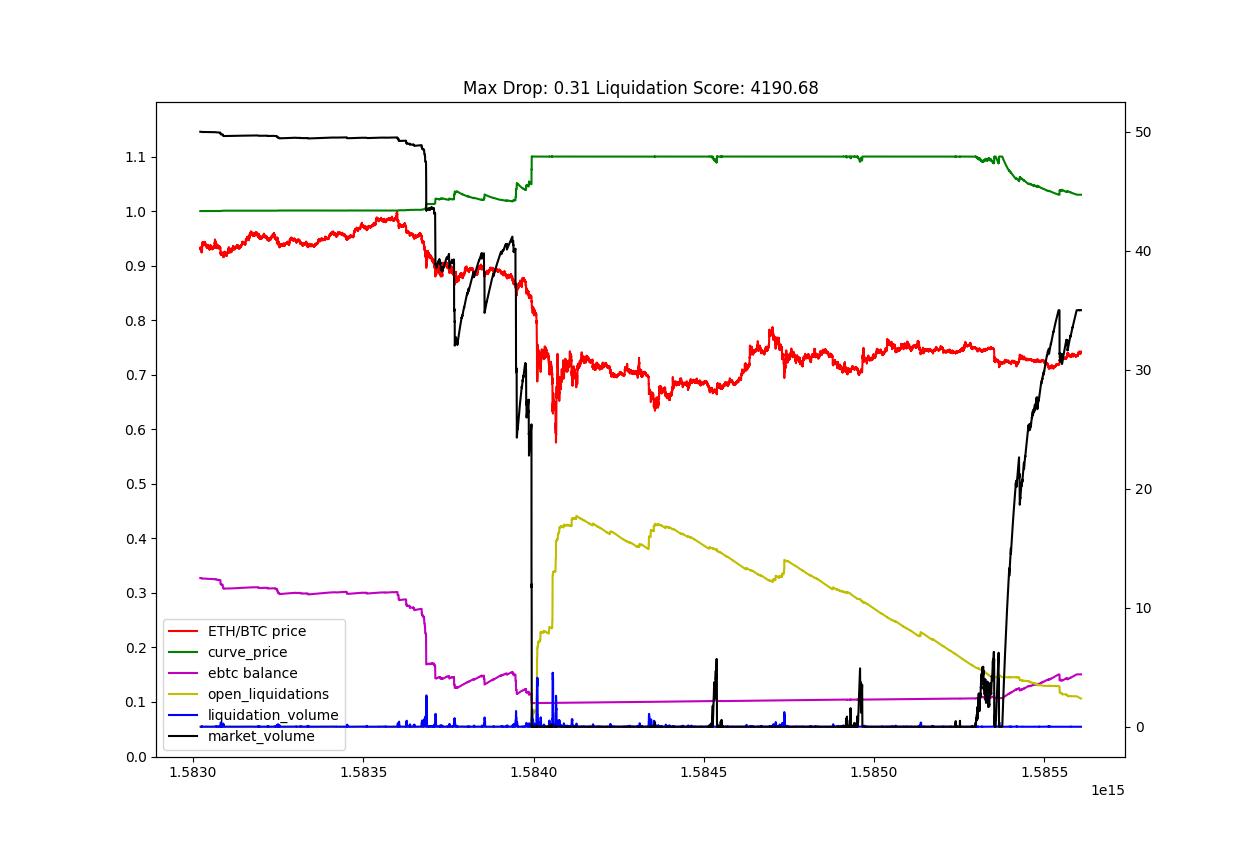 Max Drop: 0.31 Liquidation Score: 4190.68
1.1
1.0
0.9
0.8
0.7
0.6
0.5
0.4
0.3
0.2
0.1
0.0
50
40
30
20
10
0
ETH/BTC price
curve_price
ebtc balance
open_liquidations
liquidation_volume
market_volume
1.5830 1.5835 1.5840 1.5845 1.5850 1.5855
1e15